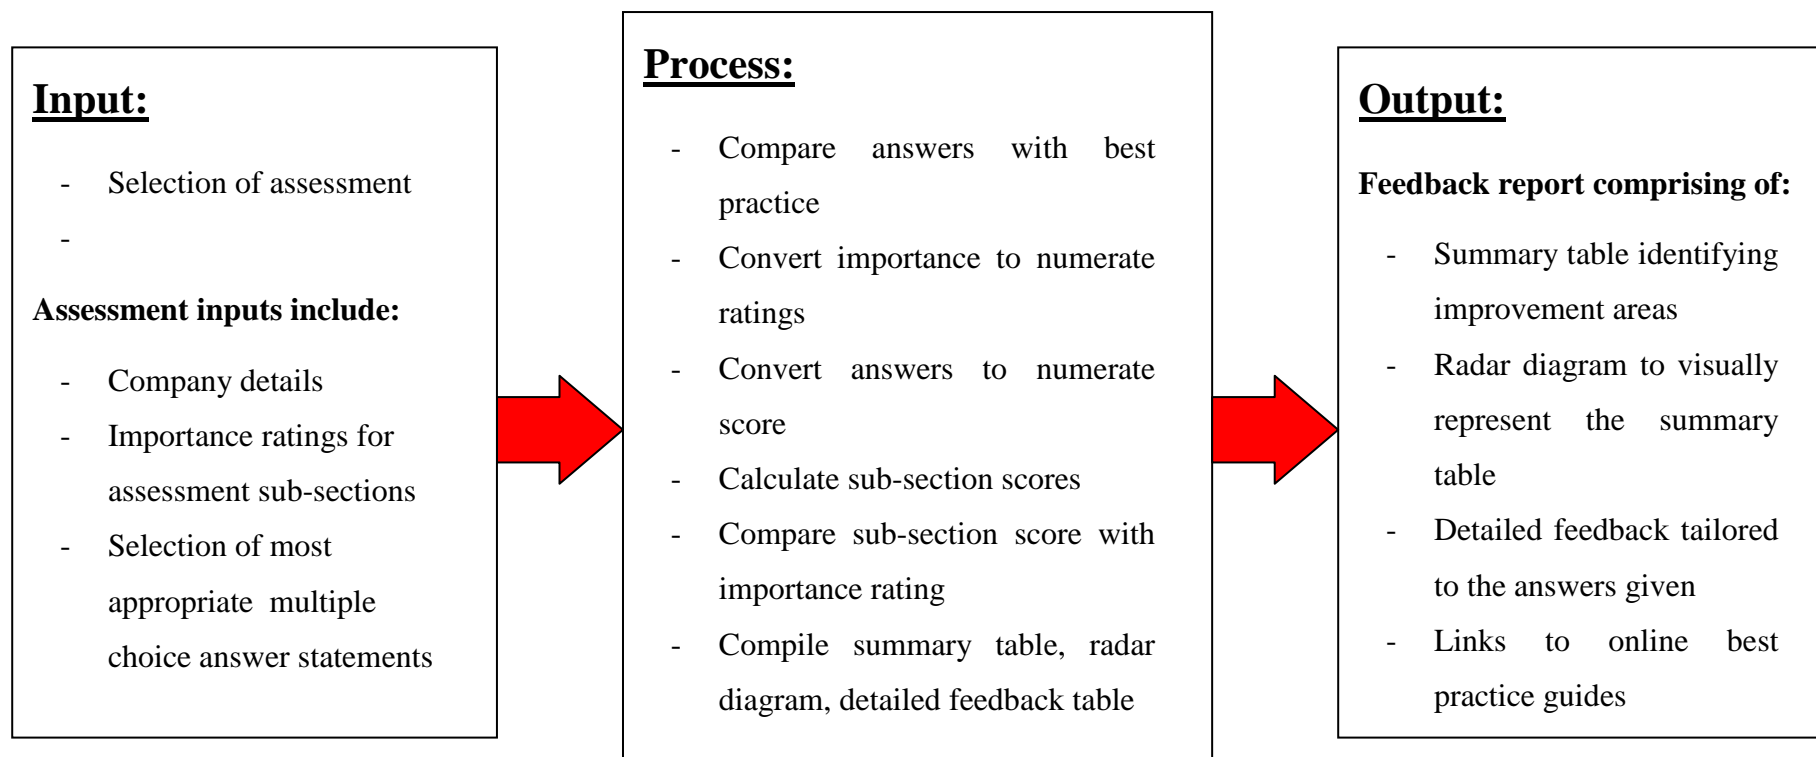 Input:
- Selection of assessment
-
Assessment inputs include:
- Company details
- Importance ratings for
assessment sub-sections
- Selection of most
appropriate multiple
choice answer statements
Process:
- Compare answers with best
practice
- Convert importance to numerate
ratings
- Convert answers to numerate
score
- Calculate sub-section scores
- Compare sub-section score with
importance rating
- Compile summary table, radar
diagram, detailed feedback table
Output:
Feedback report comprising of:
- Summary table identifying
improvement areas
- Radar diagram to visually
represent the summary
table
- Detailed feedback tailored
to the answers given
- Links to online best
practice guides